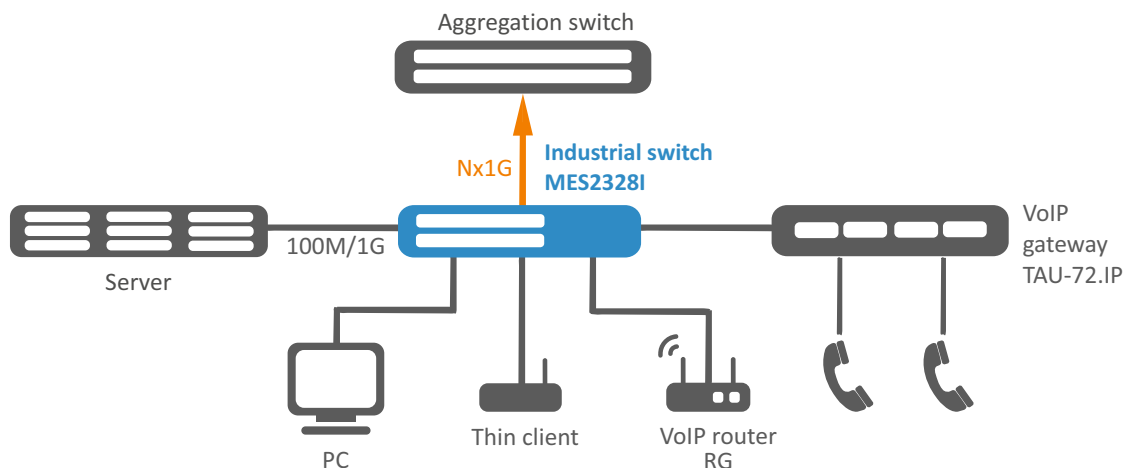 Aggregation switch
Nx1G
Industrial switch
MES2328I
100M/1G
Server
VoIP
gateway
TAU-72.IP
PC
Thin client
VoIP router
RG